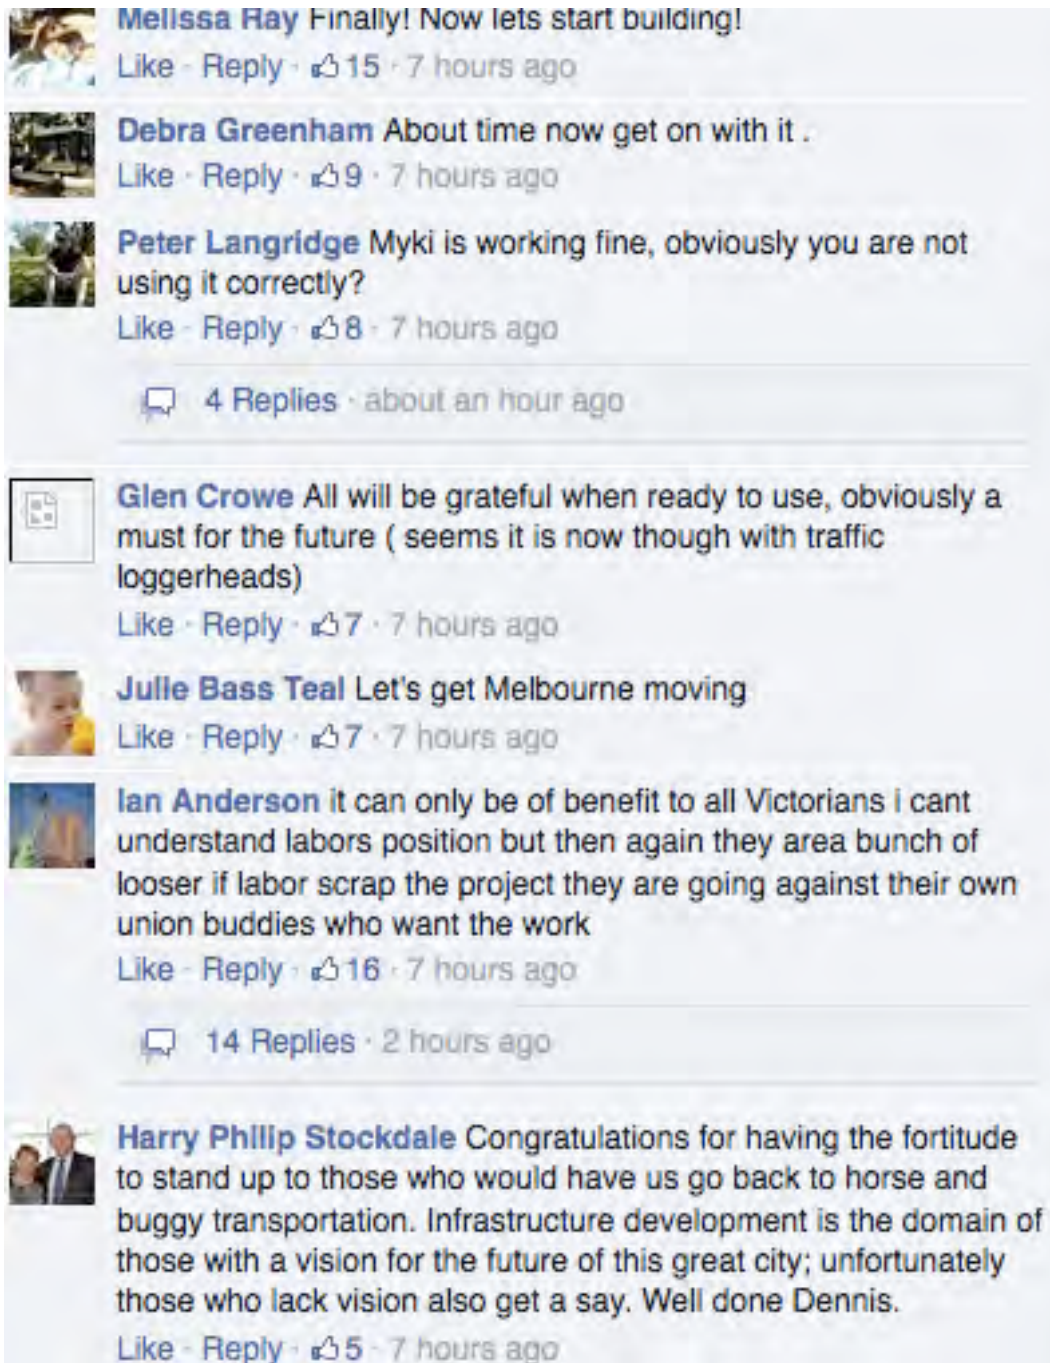 Melissa Ray Finally! Now lets start building!
Like · Reply · 15 · 7 hours ago
Debra Greenham About time now get on with it .
Like · Reply · 9 · 7 hours ago
Peter Langridge Myki is working fine, obviously you are not
using it correctly?
Like · Reply · 8 · 7 hours ago
4 Replies · about an hour ago
Glen Crowe All will be grateful when ready to use, obviously a
must for the future ( seems it is now though with traffic
loggerheads)
Like · Reply · 7 · 7 hours ago
Julie Bass Teal Let's get Melbourne moving
Like · Reply · 7 · 7 hours ago
Ian Anderson it can only be of benefit to all Victorians i cant
understand labors position but then again they area bunch of
looser if labor scrap the project they are going against their own
union buddies who want the work
Like · Reply · 16 · 7 hours ago
14 Replies · 2 hours ago
Harry Philip Stockdale Congratulations for having the fortitude
to stand up to those who would have us go back to horse and
buggy transportation. Infrastructure development is the domain of
those with a vision for the future of this great city; unfortunately
those who lack vision also get a say. Well done Dennis.
Like · Reply · 5 · 7 hours ago